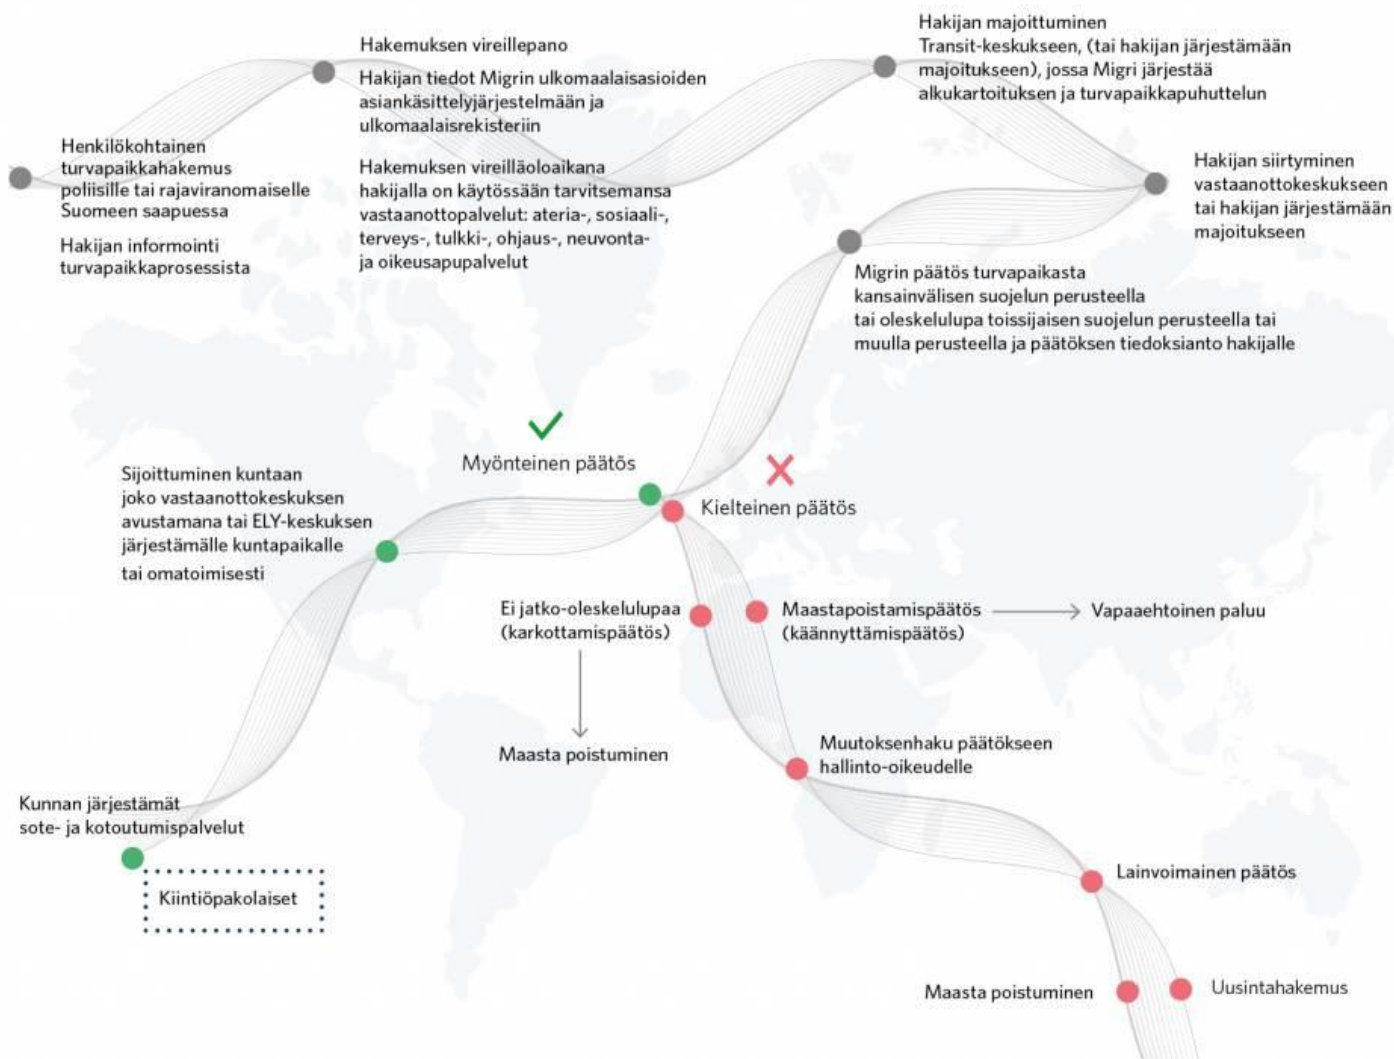 Henkilökohtainen
turvapaikkahakemus
poliisille tai rajaviranomaiselle
Suomeen saapuessa
Hakijan informointi
turvapaikkaprosessista
Hakemuksen vireillepano
Hakijan tiedot Migrin ulkomaalaisasioiden
asiankäsittelyjärjestelmään ja
ulkomaalaisrekisteriin
Hakemuksen vireilläoloaikana
hakijalla on käytössään tarvitsemansa
vastaanottopalvelut: ateria-, sosiaali-,
terveys-, tulkki-, ohjaus-, neuvonta-
ja oikeusapupalvelut
Hakijan majoittuminen
Transit-keskukseen, (tai hakijan järjestämään
majoitukseen), jossa Migri järjestää
alkukartoituksen ja turvapaikkapuhuttelun
Hakijan siirtyminen
vastaanottokeskukseen
tai hakijan järjestämään
majoitukseen
Migrin päätös turvapaikasta
kansainvälisen suojelun perusteella
tai oleskelulupa toissijaisen suojelun perusteella tai
muulla perusteella ja päätöksen tiedoksianto hakijalle
Myönteinen päätös
Kielteinen päätös
Sijoittuminen kuntaan
joko vastaanottokeskuksen
avustamana tai ELY-keskuksen
järjestämälle kuntapaikalle
tai omatoimisesti
Kunnan järjestämät
sote- ja kotoutumispalvelut
Kiintiöpakolaiset
Ei jatko-oleskelulupaa
(karkottamispäätös)
Maasta poistuminen
Maastapoistamispäätös
(käännyttämispäätös)
Vapaaehtoinen paluu
Muutoksenhaku päätökseen
hallinto-oikeudelle
Lainvoimainen päätös
Maasta poistuminen
Uusintahakemus